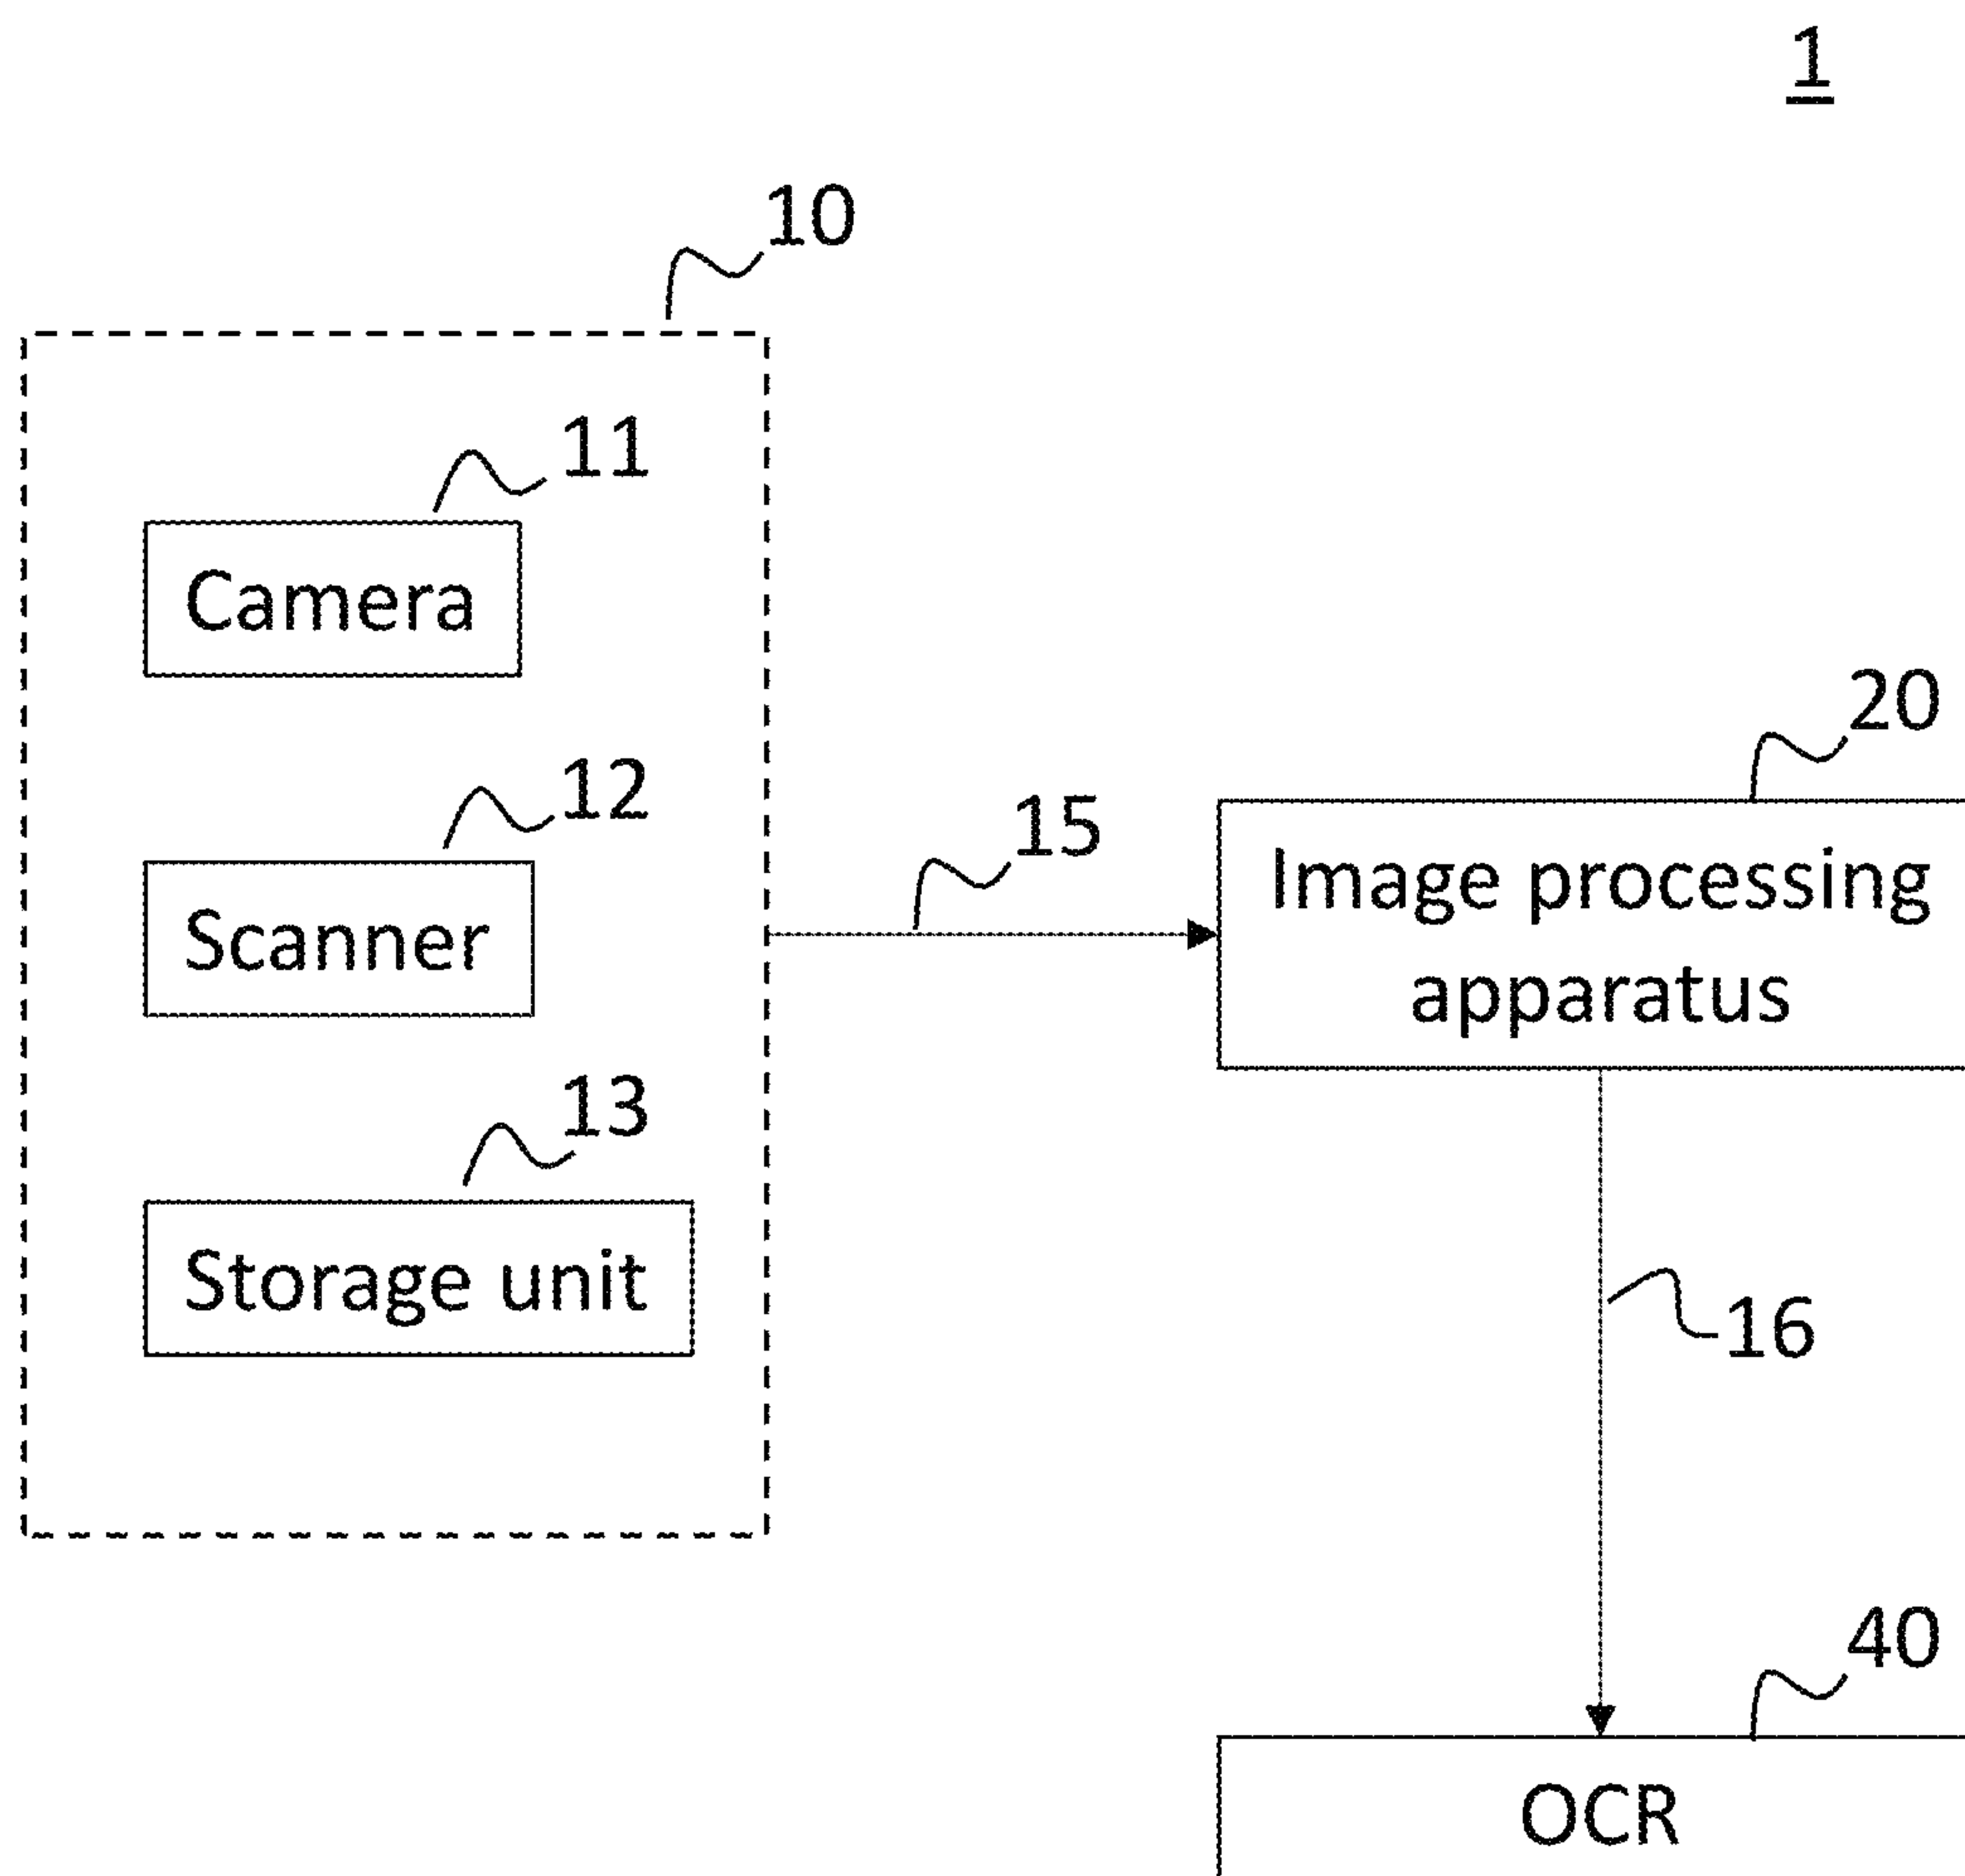 1
10
11
Camera
12
Scanner
13
Storage unit
15
20
Image processing
apparatus
16
40
OCR